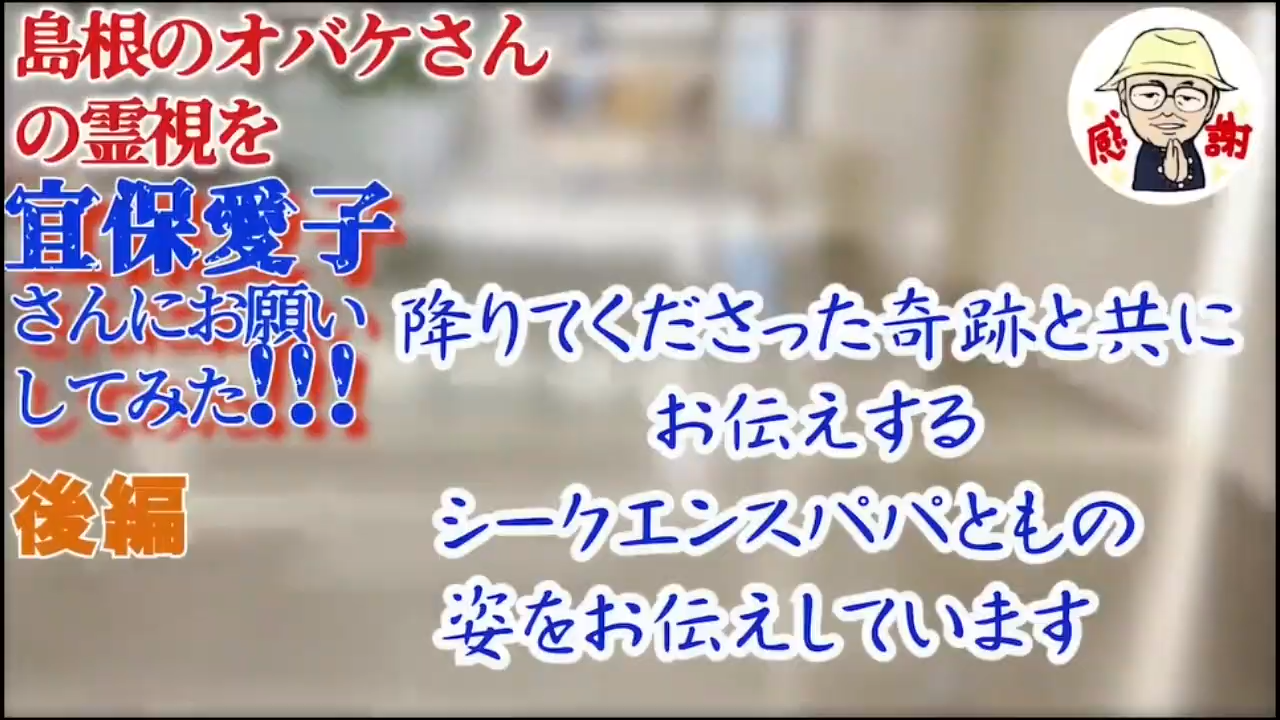 島根のオバケさん
の霊視を
宜保愛子
さんにお願い
してみた!!!
後編
感謝
降りてくださった奇跡と共に
お伝えする
シークエンスパパともの
姿をお伝えしています